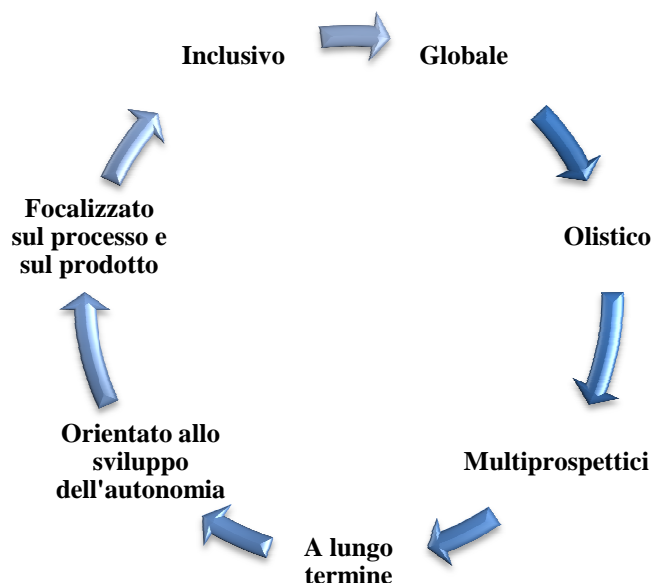 Inclusivo
Globale
Olistico
Multiprospettici
A lungo
termine
Orientato allo
sviluppo
dell'autonomia
Focalizzato
sul processo e
sul prodotto